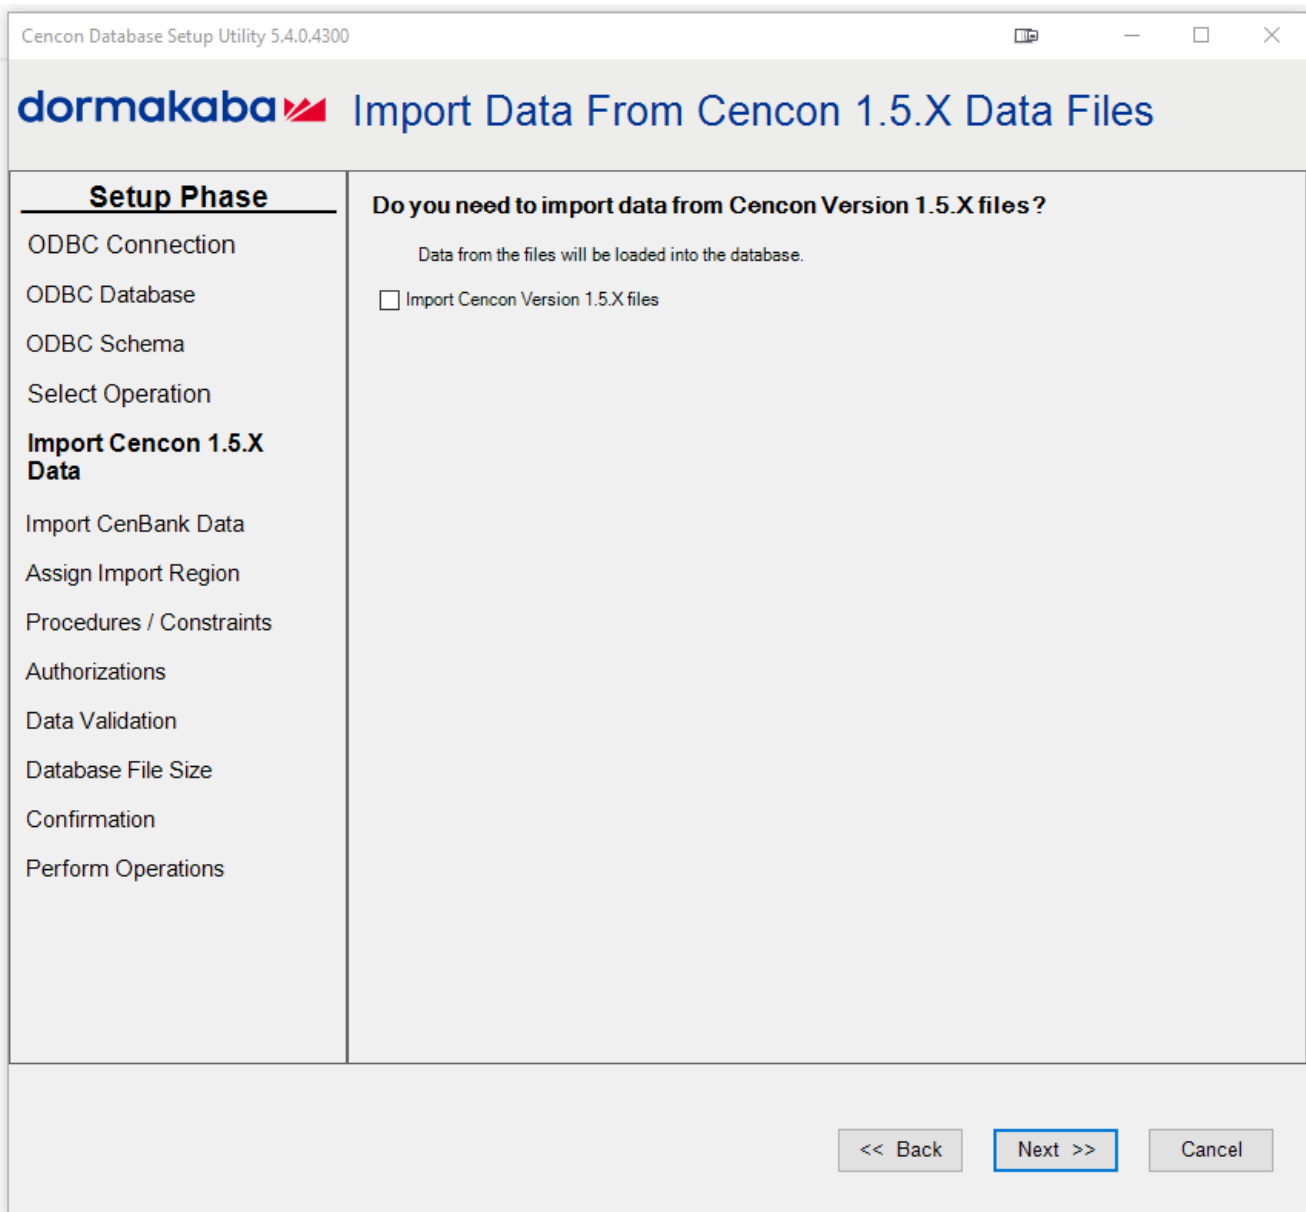 Cencon Database Setup Utility 5.4.0.4300
dormakaba Import Data From Cencon 1.5.X Data Files
Setup Phase
ODBC Connection
ODBC Database
ODBC Schema
Select Operation
Import Cencon 1.5.X
Data
Import CenBank Data
Assign Import Region
Procedures / Constraints
Authorizations
Data Validation
Database File Size
Confirmation
Perform Operations
Do you need to import data from Cencon Version 1.5.X files?
Data from the files will be loaded into the database.
Import Cencon Version 1.5.X files
<< Back
Next >>
Cancel